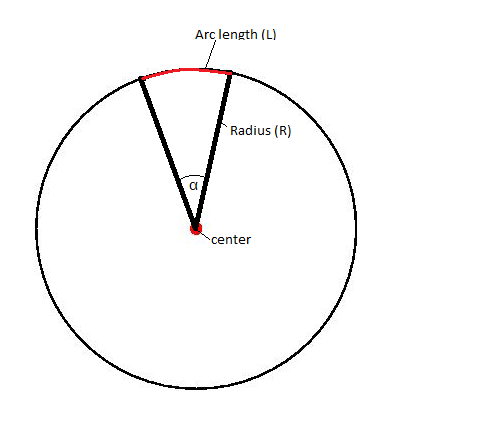 Arc length (L)
Radius (R)
α
center